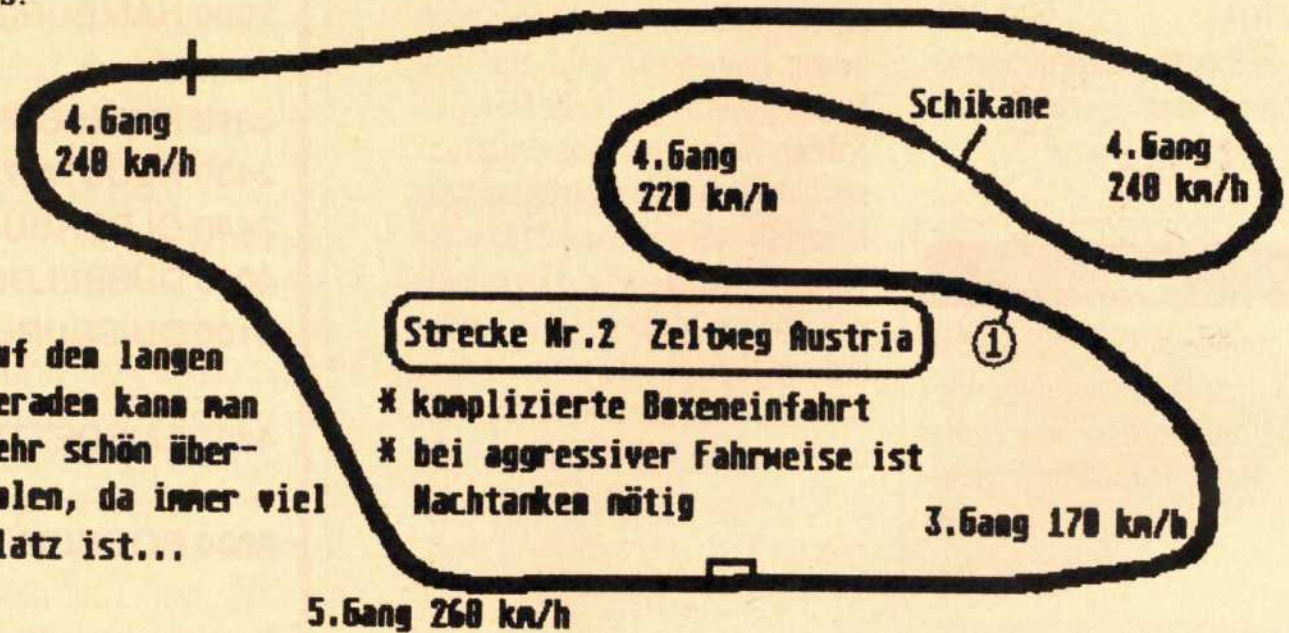 4.Gang
240 km/h
Schikane
4.Gang
220 km/h
4.Gang
240 km/h
Strecke Nr.2 Zeltweg Austria
1
uf den langen
eraden kann man
ehr schön über-
olen, da immer viel
latz ist...
* komplizierte Boxeneinfahrt
* bei aggressiver Fahrweise ist
Nachtanken nötig
3.Gang 170 km/h
5.Gang 260 km/h